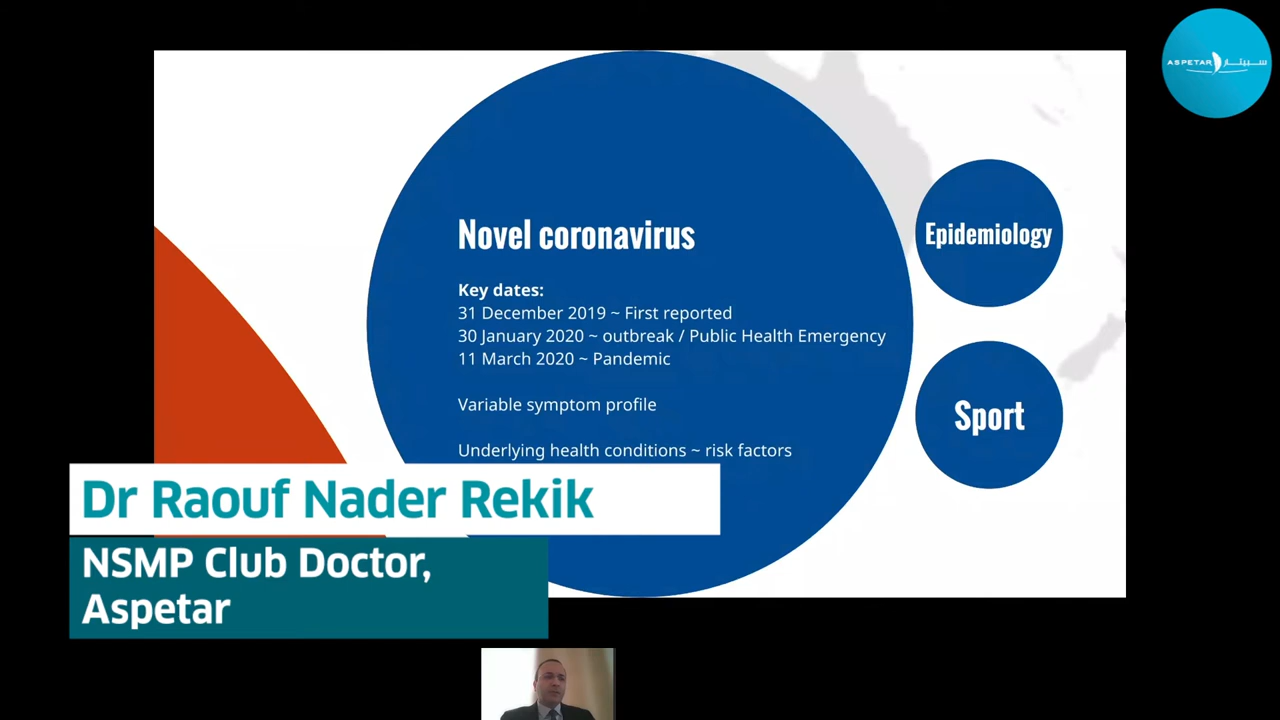 ASPETAR سبيتار
Novel coronavirus
Key dates:
31 December 2019 ~ First reported
30 January 2020 ~ outbreak / Public Health Emergency
11 March 2020 ~ Pandemic
Variable symptom profile
Underlying health conditions ~ risk factors
Epidemiology
Sport
Dr Raouf Nader Rekik
NSMP Club Doctor,
Aspetar